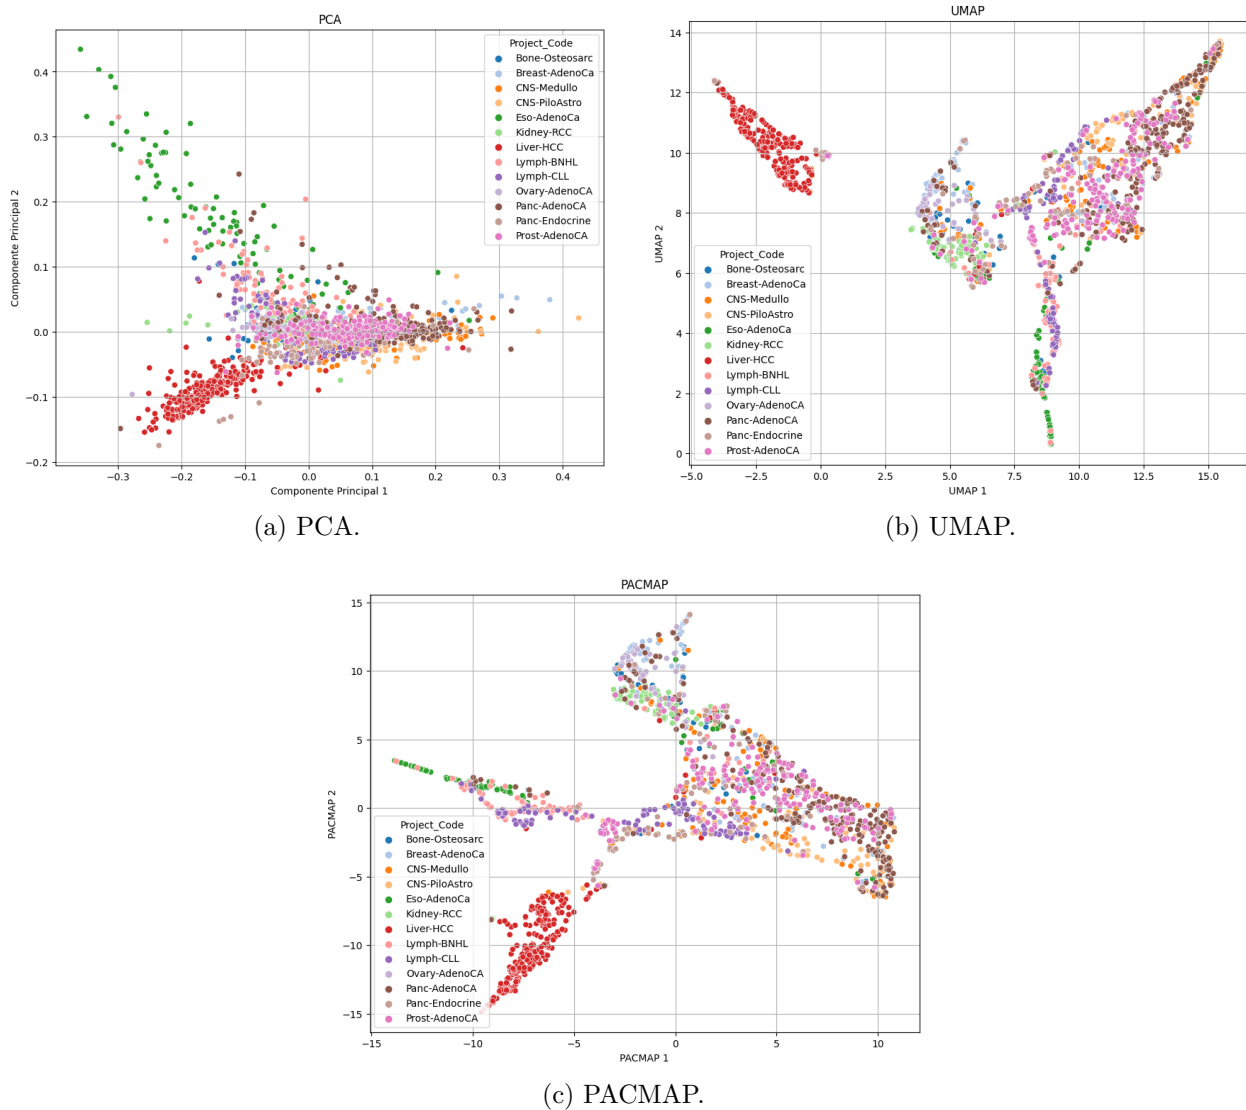 PCA
Project_Code
Bone-Osteosarc
Breast-AdenoCa
CNS-Medullo
CNS-PiloAstro
Eso-AdenoCa
Kidney-RCC
Liver-HCC
Lymph-BNHL
Lymph-CLL
Ovary-AdenoCA
Panc-AdenoCA
Panc-Endocrine
Prost-AdenoCA
Componente Principal 2
0.4
0.3
0.2
0.1
0.0
−0.1
−0.2
−0.3 −0.2 −0.1 0.0 0.1 0.2 0.3 0.4
Componente Principal 1
(a) PCA.
UMAP
UMAP 2
14
12
10
8
6
4
2
0
Project_Code
Bone-Osteosarc
Breast-AdenoCa
CNS-Medullo
CNS-PiloAstro
Eso-AdenoCa
Kidney-RCC
Liver-HCC
Lymph-BNHL
Lymph-CLL
Ovary-AdenoCA
Panc-AdenoCA
Panc-Endocrine
Prost-AdenoCA
−5.0 −2.5 0.0 2.5 5.0 7.5 10.0 12.5 15.0
UMAP 1
(b) UMAP.
PACMAP
PACMAP 2
15
10
5
0
−5
−10
−15
Project_Code
Bone-Osteosarc
Breast-AdenoCa
CNS-Medullo
CNS-PiloAstro
Eso-AdenoCa
Kidney-RCC
Liver-HCC
Lymph-BNHL
Lymph-CLL
Ovary-AdenoCA
Panc-AdenoCA
Panc-Endocrine
Prost-AdenoCA
−15 −10 −5 0 5 10
PACMAP 1
(c) PACMAP.